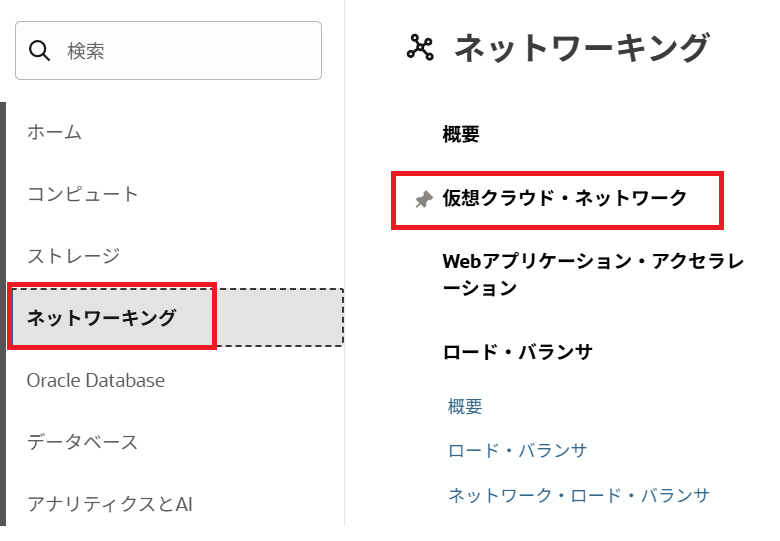 検索
ホーム
コンピュート
ストレージ
ネットワーキング
Oracle Database
データベース
アナリティクスとAI
ネットワーキング
概要
仮想クラウド・ネットワーク
Webアプリケーション・アクセラレ
ーション
ロード・バランサ
概要
ロード・バランサ
ネットワーク・ロード・バランサ